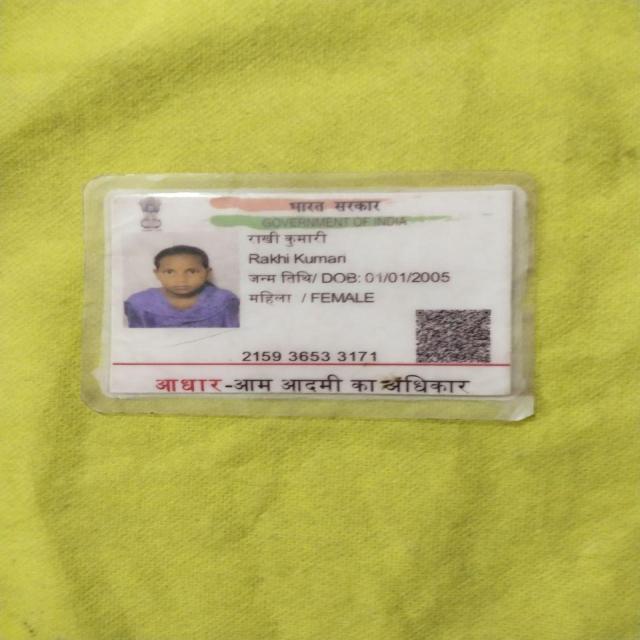 भारत सरकार
GOVERNMENT OF INDIA
राखी कुमारी
Rakhi Kumari
जन्म तिथि/ DOB: 01/01/2005
महिला / FEMALE
2159 3653 3171
आधार-आम आदमी का अधिकार